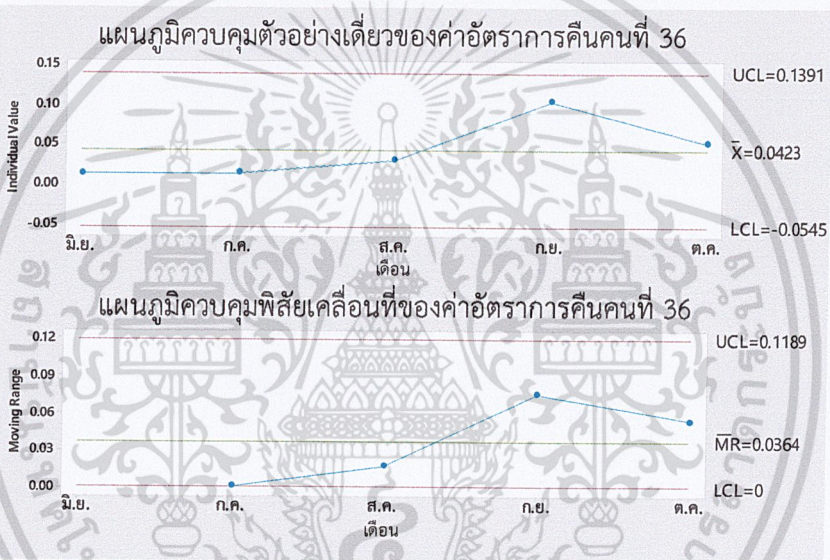 แผนภูมิควบคุมตัวอย่างเดี่ยวของค่าอัตราการคืนคนที่ 36
Individual Value
0.15
0.10
0.05
0.00
-0.05
UCL=0.1391
X̄=0.0423
LCL=-0.0545
มิ.ย. ก.ค. ส.ค. ก.ย. ต.ค.
เดือน
แผนภูมิควบคุมพิสัยเคลื่อนที่ของค่าอัตราการคืนคนที่ 36
Moving Range
0.12
0.09
0.06
0.03
0.00
UCL=0.1189
M̅R̅=0.0364
LCL=0
มิ.ย. ก.ค. ส.ค. ก.ย. ต.ค.
เดือน